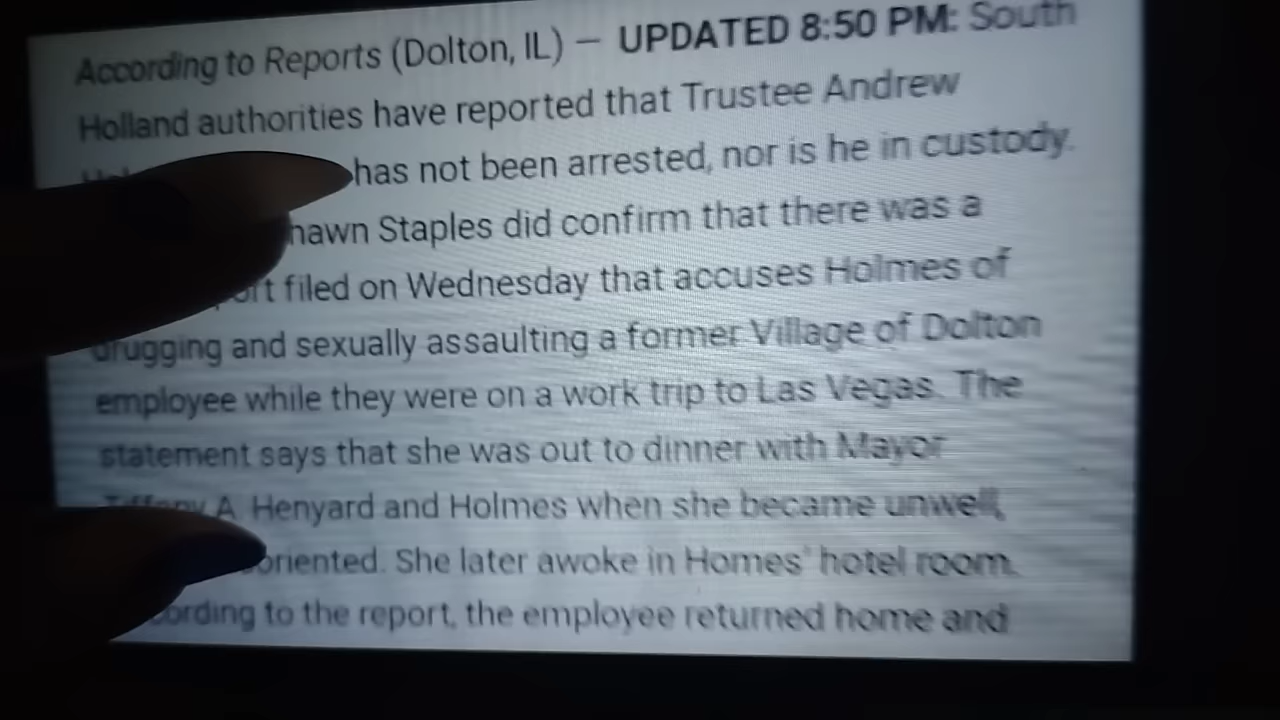 According to Reports (Dolton, IL) — UPDATED 8:50 PM: South
Holland authorities have reported that Trustee Andrew
has not been arrested, nor is he in custody.
hawn Staples did confirm that there was a
ort filed on Wednesday that accuses Holmes of
drugging and sexually assaulting a former Village of Dolton
employee while they were on a work trip to Las Vegas. The
statement says that she was out to dinner with Mayor
Tiffany A. Henyard and Holmes when she became unwell,
oriented. She later awoke in Homes' hotel room.
ording to the report, the employee returned home and